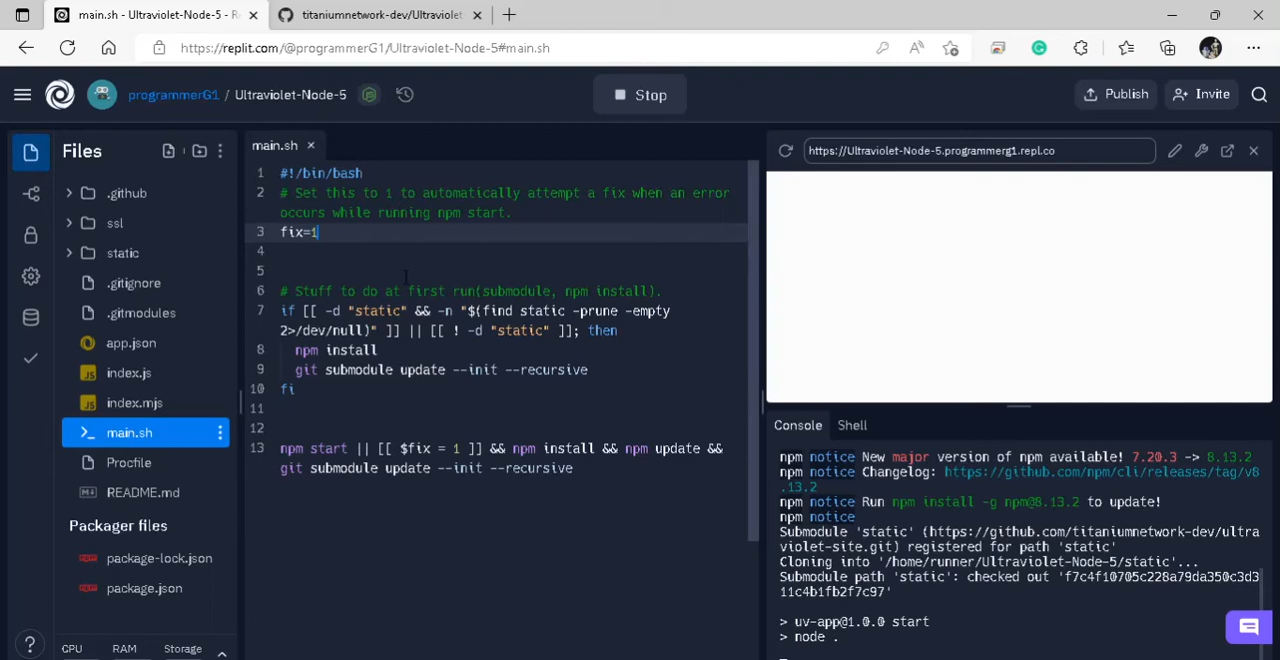 main.sh - Ultraviolet-Node-5 - Re
titaniumnetwork-dev/Ultraviolet
https://replit.com/@programmerG1/Ultraviolet-Node-5#main.sh
programmerG1 / Ultraviolet-Node-5
Stop
Publish
Invite
Files
.github
ssl
static
.gitignore
.gitmodules
app.json
index.js
index.mjs
main.sh
Procfile
README.md
Packager files
package-lock.json
package.json
CPU RAM Storage
main.sh
1 #!/bin/bash
2 # Set this to 1 to automatically attempt a fix when an error
occurs while running npm start.
3 fix=1
4
5
6 # Stuff to do at first run(submodule, npm install).
7 if [[ -d "static" && -n "$(find static -prune -empty
2>/dev/null)" ]] || [[ ! -d "static" ]]; then
8 npm install
9 git submodule update --init --recursive
10 fi
11
12
13 npm start || [[ $fix = 1 ]] && npm install && npm update &&
git submodule update --init --recursive
https://Ultraviolet-Node-5.programmerg1.repl.co
Console Shell
npm notice New major version of npm available! 7.20.3 -> 8.13.2
npm notice Changelog: https://github.com/npm/cli/releases/tag/v8
.13.2
npm notice Run npm install -g npm@8.13.2 to update!
npm notice
Submodule 'static' (https://github.com/titaniumnetwork-dev/ultra
violet-site.git) registered for path 'static'
Cloning into '/home/runner/Ultraviolet-Node-5/static'...
Submodule path 'static': checked out 'f7c4f10705c228a79da350c3d3
11c4b1fb2f7c97'
> uv-app@1.0.0 start
> node .